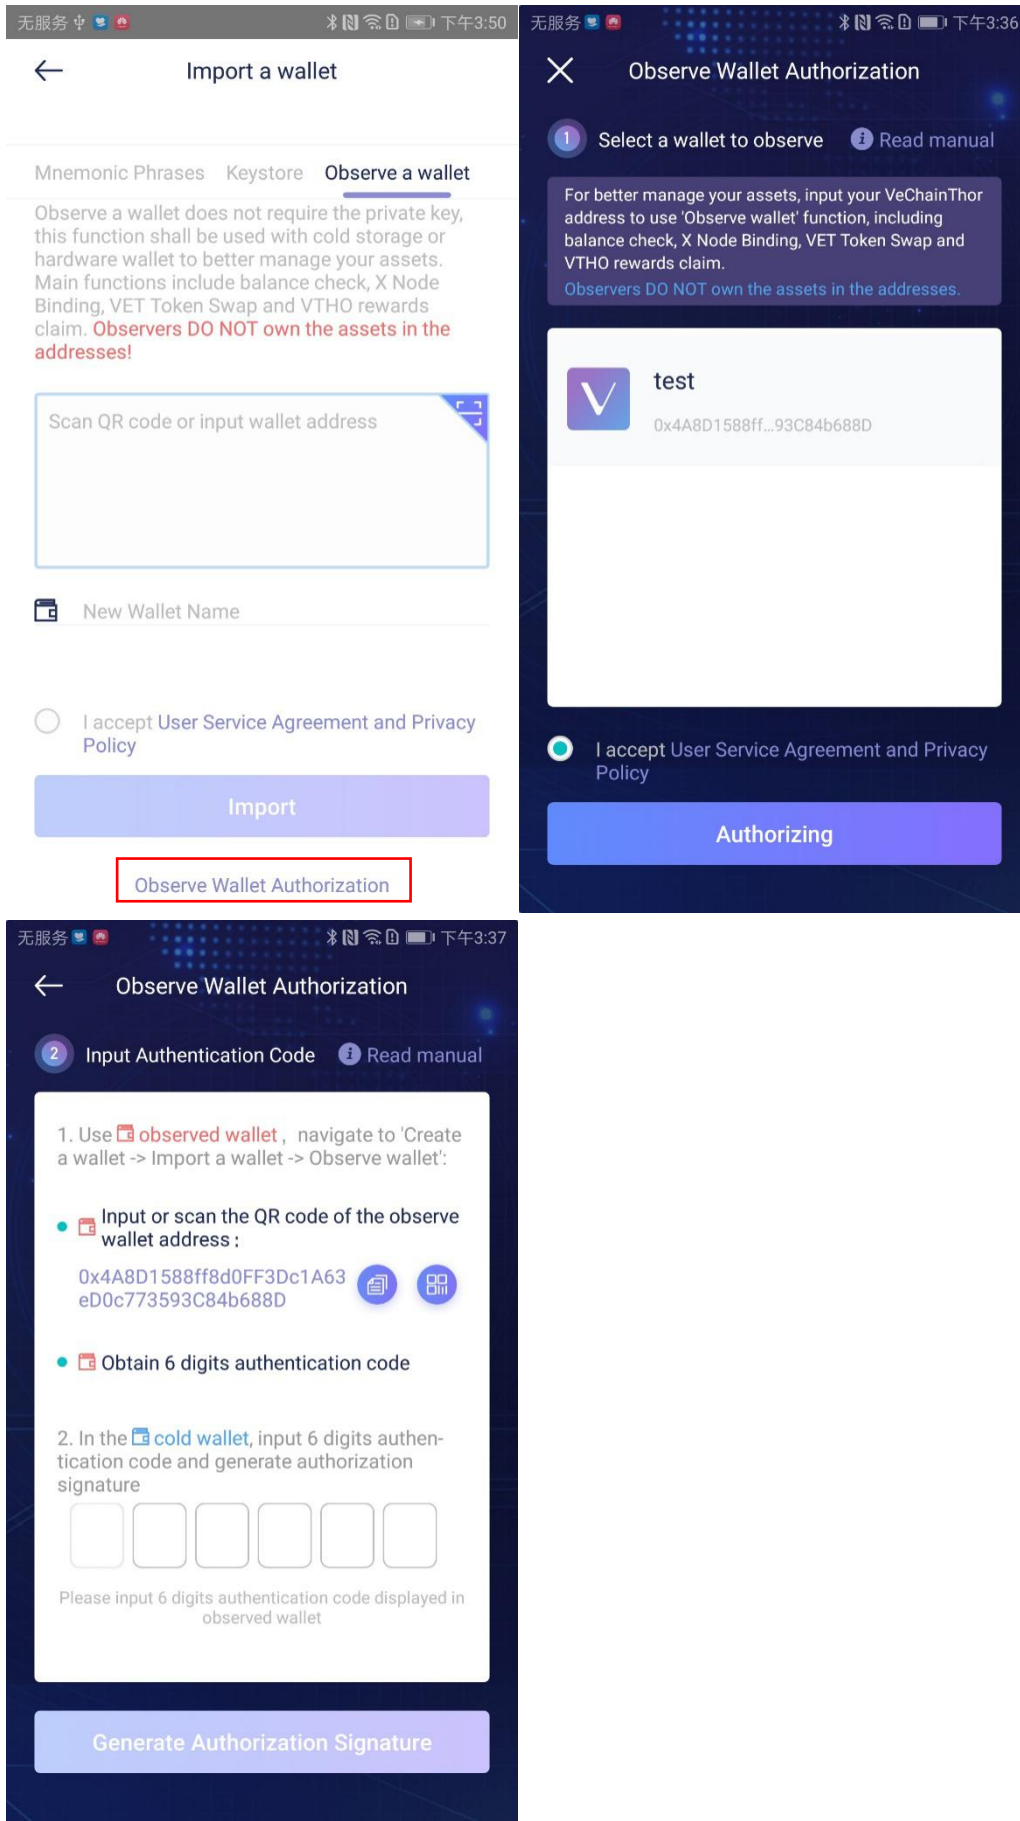 无服务
下午3:50
Import a wallet
Mnemonic Phrases Keystore Observe a wallet
Observe a wallet does not require the private key,
this function shall be used with cold storage or
hardware wallet to better manage your assets.
Main functions include balance check, X Node
Binding, VET Token Swap and VTHO rewards
claim. Observers DO NOT own the assets in the
addresses!
Scan QR code or input wallet address
New Wallet Name
I accept User Service Agreement and Privacy
Policy
Import
Observe Wallet Authorization
无服务
下午3:36
Observe Wallet Authorization
1 Select a wallet to observe i Read manual
For better manage your assets, input your VeChainThor
address to use 'Observe wallet' function, including
balance check, X Node Binding, VET Token Swap and
VTHO rewards claim.
Observers DO NOT own the assets in the addresses.
test
0x4A8D1588ff...93C84b688D
I accept User Service Agreement and Privacy
Policy
Authorizing
无服务
下午3:37
Observe Wallet Authorization
2 Input Authentication Code i Read manual
1. Use observed wallet , navigate to 'Create
a wallet -> Import a wallet -> Observe wallet':
Input or scan the QR code of the observe
wallet address：
0x4A8D1588ff8d0FF3Dc1A63
eD0c773593C84b688D
Obtain 6 digits authentication code
2. In the cold wallet, input 6 digits authen-
tication code and generate authorization
signature
Please input 6 digits authentication code displayed in
observed wallet
Generate Authorization Signature